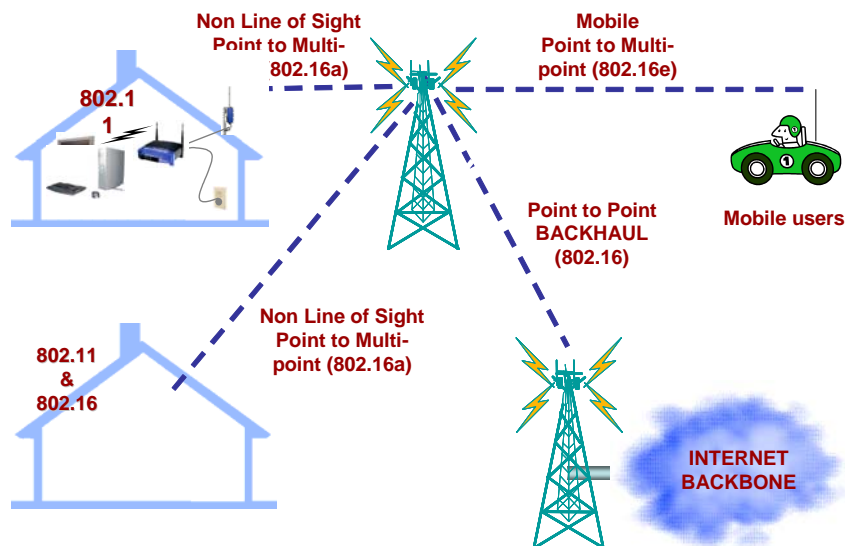 Non Line of Sight
Point to Multi-
802.16a)
Mobile
Point to Multi-
point (802.16e)
802.1
1
1
Mobile users
Point to Point
BACKHAUL
(802.16)
Non Line of Sight
Point to Multi-
point (802.16a)
802.11
&
802.16
INTERNET
BACKBONE